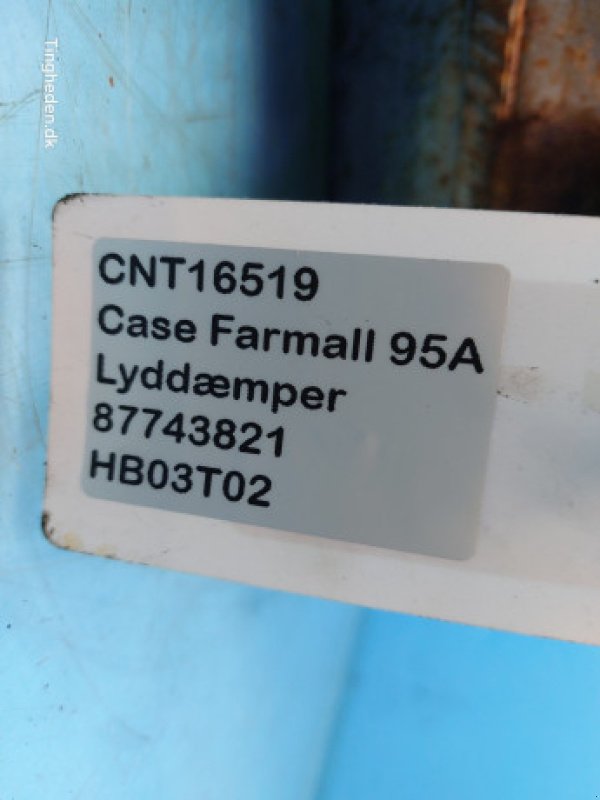 Tingheden.dk
CNT16519
Case Farmall 95A
Lyddæmper
87743821
HB03T02